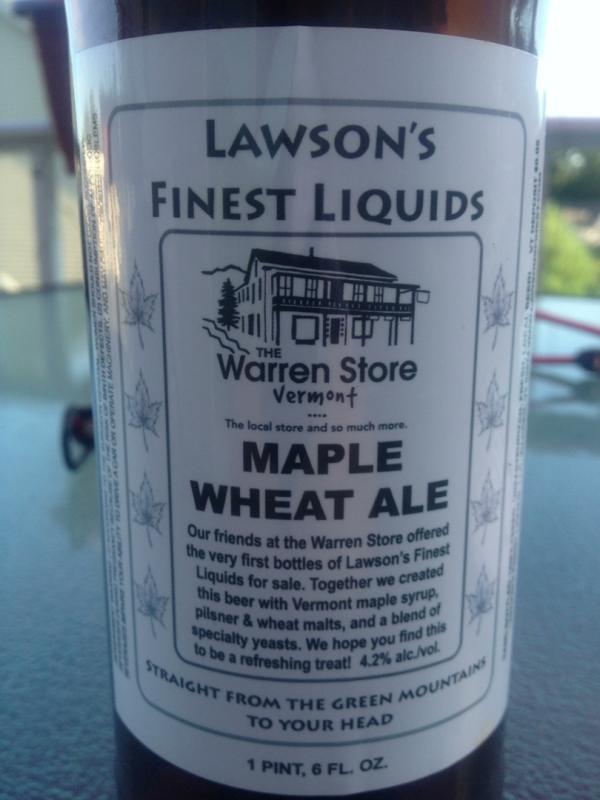 LAWSON'S
FINEST LIQUIDS
THE
Warren Store
Vermont
The local store and so much more.
MAPLE
WHEAT ALE
Our friends at the Warren Store offered
the very first bottles of Lawson's Finest
Liquids for sale. Together we created
this beer with Vermont maple syrup,
pilsner & wheat malts, and a blend of
specialty yeasts. We hope you find this
to be a refreshing treat! 4.2% alc./vol.
STRAIGHT FROM THE GREEN MOUNTAINS
TO YOUR HEAD
1 PINT, 6 FL. OZ.